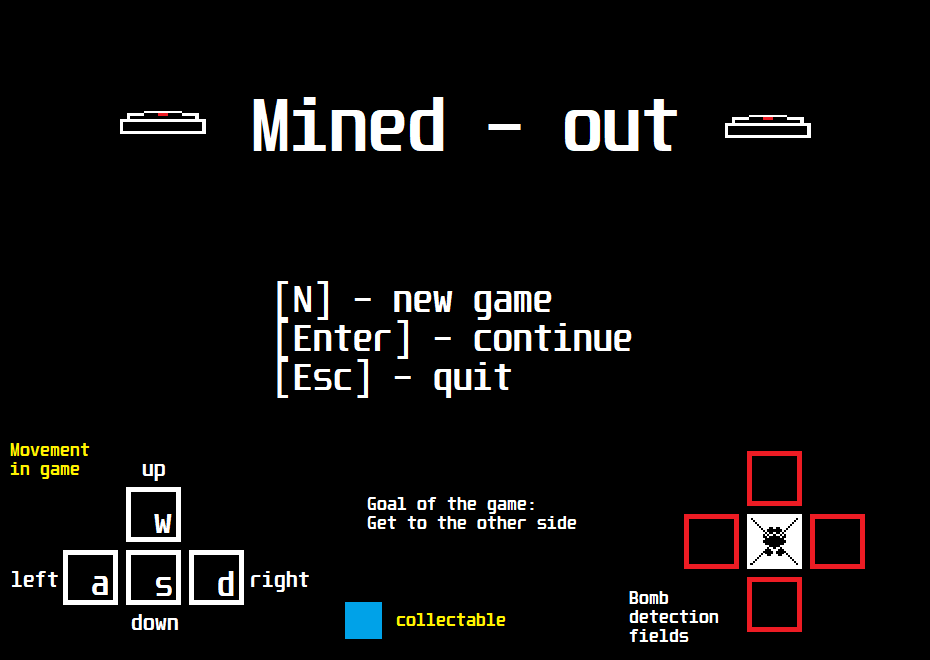 Mined - out
[N] - new game
[Enter] - continue
[Esc] - quit
Movement
in game
up
w
left a s d right
down
Goal of the game:
Get to the other side
collectable
Bomb
detection
fields